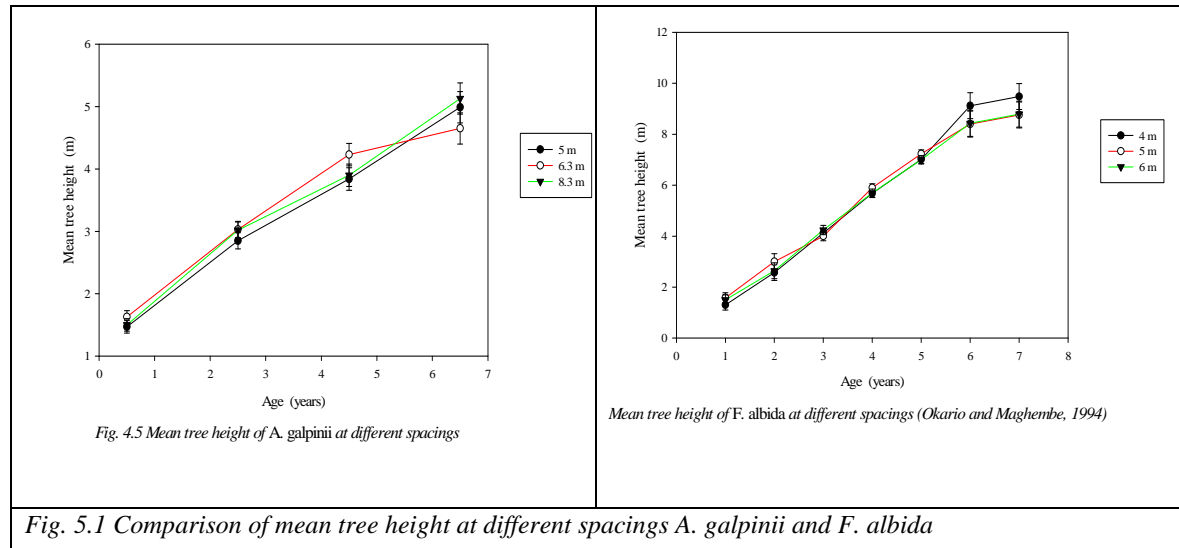 6
5
4
3
2
1
Mean tree height (m)
0 1 2 3 4 5 6 7
Age (years)
5 m
6.3 m
8.3 m
Fig. 4.5 Mean tree height of A. galpinii at different spacings
12
10
8
6
4
2
0
Mean tree height (m)
0 1 2 3 4 5 6 7 8
Age (years)
4 m
5 m
6 m
Mean tree height of F. albida at different spacings (Okario and Maghembe, 1994)
Fig. 5.1 Comparison of mean tree height at different spacings A. galpinii and F. albida